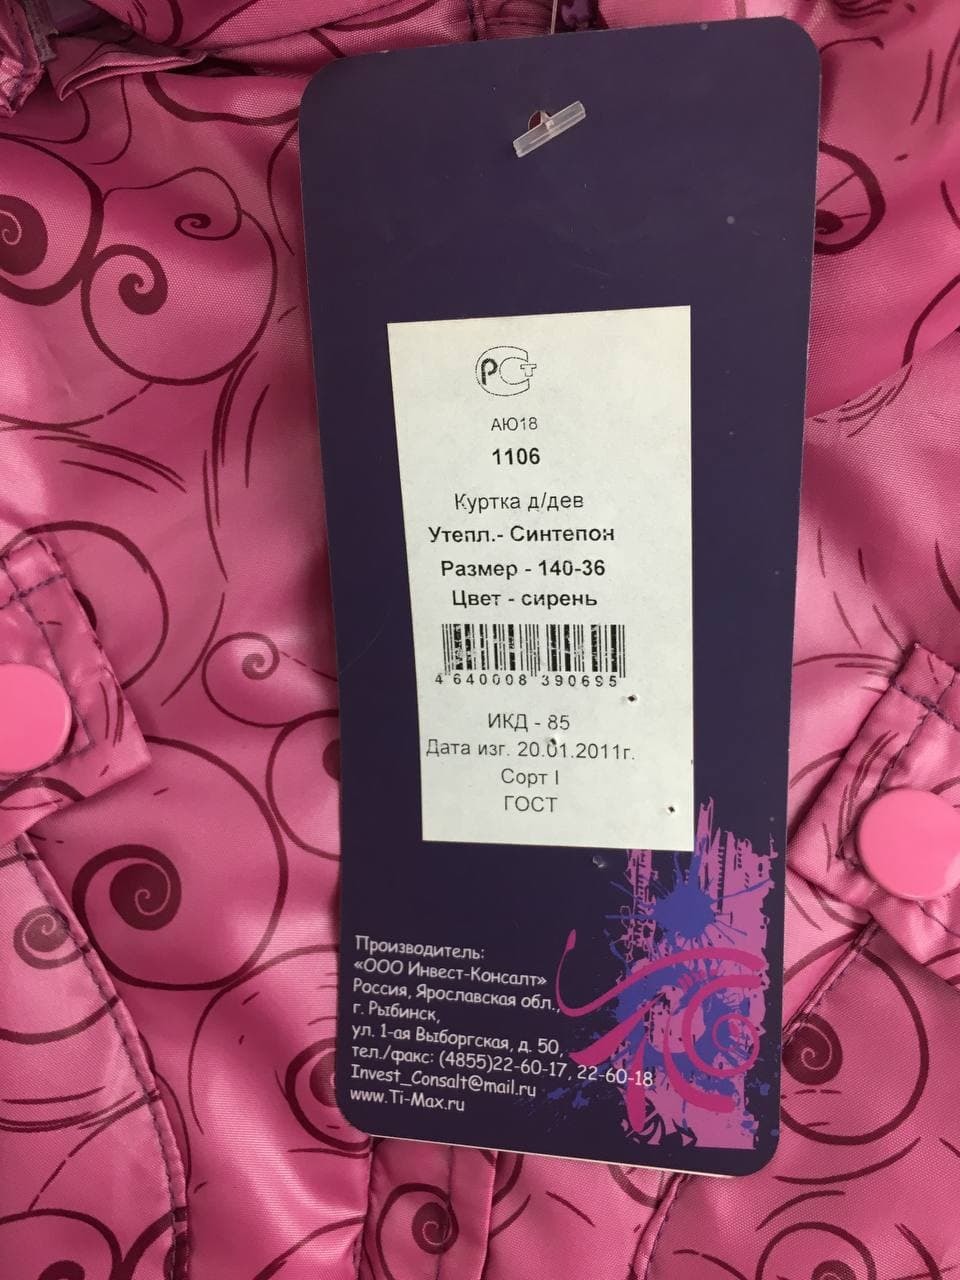 РСТ
АЮ18
1106
Куртка д/дев
Утепл.- Синтепон
Размер - 140-36
Цвет - сирень
4 640008 390695
ИКД - 85
Дата изг. 20.01.2011г.
Сорт I
ГОСТ
Производитель:
«ООО Инвест-Консалт»
Россия, Ярославская обл.,
г. Рыбинск,
ул. 1-ая Выборгская, д. 50,
тел./факс: (4855)22-60-17, 22-60-18
Invest_Consalt@mail.ru
www.Ti-Max.ru